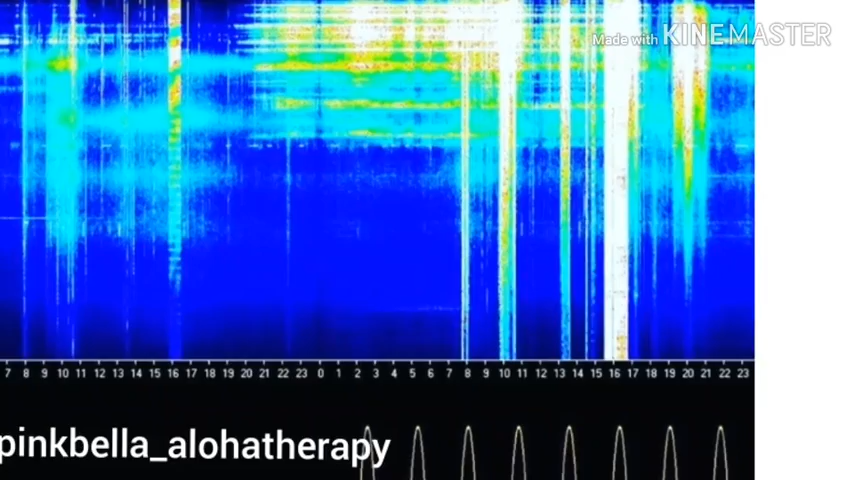 Made with KINEMASTER
7 8 9 10 11 12 13 14 15 16 17 18 19 20 21 22 23 0 1 2 3 4 5 6 7 8 9 10 11 12 13 14 15 16 17 18 19 20 21 22 23
pinkbella_alohatherapy